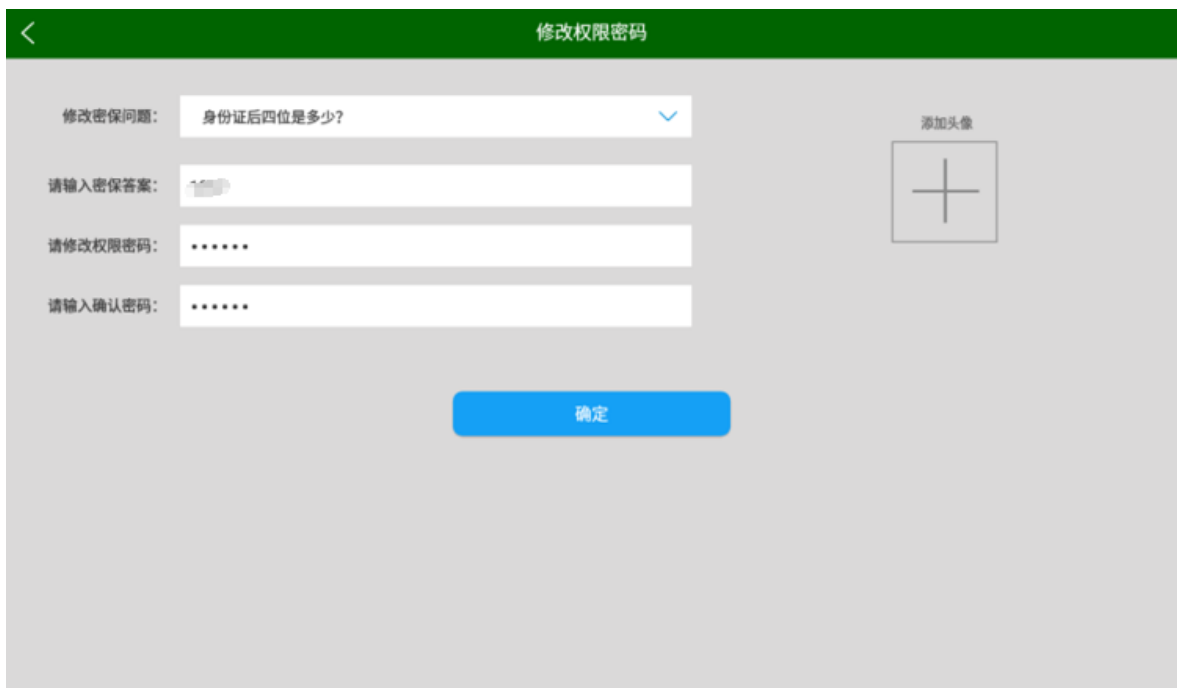 修改权限密码
修改密保问题： 身份证后四位是多少?
添加头像
请输入密保答案：
请修改权限密码： ••••••
请输入确认密码： ••••••
确定